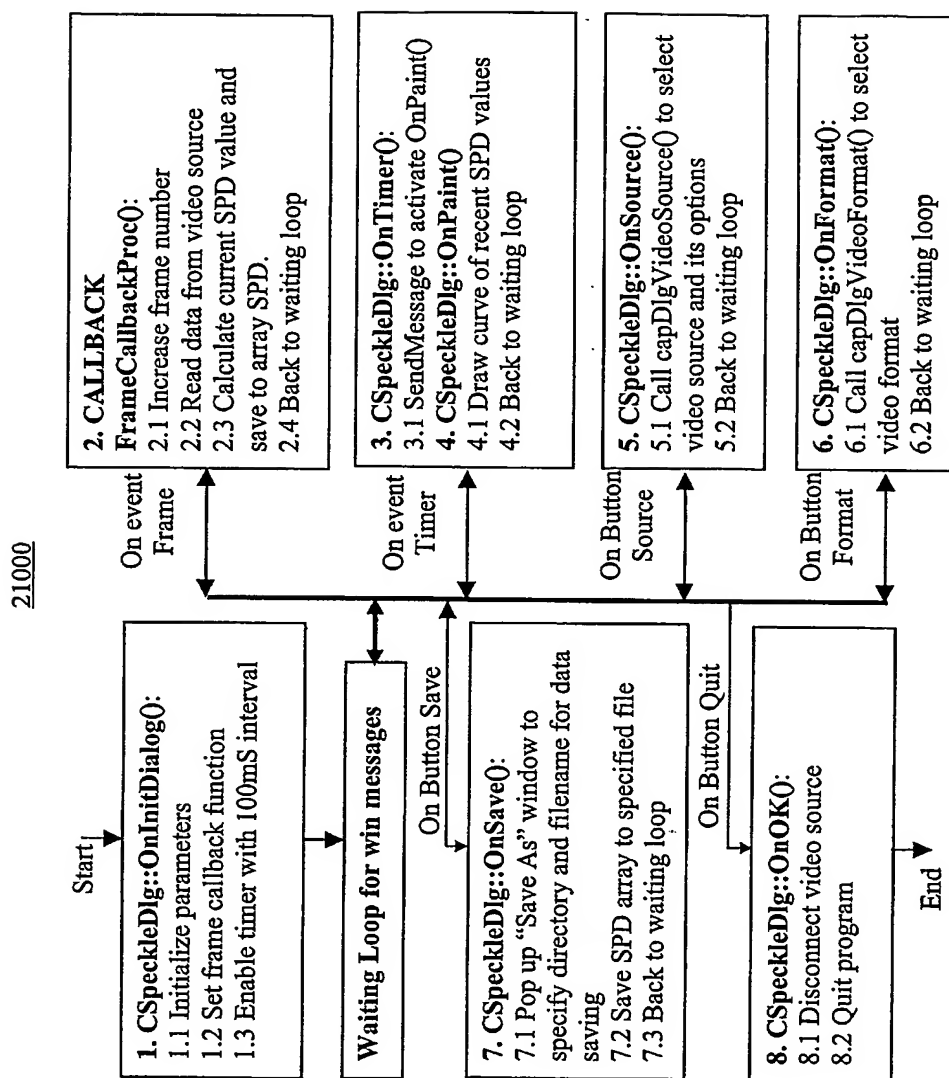 21000
Start
1. CSpeckleDlg::OnInitDialog():
1.1 Initialize parameters
1.2 Set frame callback function
1.3 Enable timer with 100mS interval
Waiting Loop for win messages
On Button Save
7. CSpeckleDlg::OnSave():
7.1 Pop up “Save As” window to
specify directory and filename for data
saving
7.2 Save SPD array to specified file
7.3 Back to waiting loop
On Button Quit
8. CSpeckleDlg::OnOK():
8.1 Disconnect video source
8.2 Quit program
End
On event
Frame
2. CALLBACK
FrameCallbackProc():
2.1 Increase frame number
2.2 Read data from video source
2.3 Calculate current SPD value and
save to array SPD.
2.4 Back to waiting loop
On event
Timer
3. CSpeckleDlg::OnTimer():
3.1 SendMessage to activate OnPaint()
4. CSpeckleDlg::OnPaint()
4.1 Draw curve of recent SPD values
4.2 Back to waiting loop
On Button
Source
5. CSpeckleDlg::OnSource():
5.1 Call capDlgVideoSource() to select
video source and its options
5.2 Back to waiting loop
On Button
Format
6. CSpeckleDlg::OnFormat():
6.1 Call capDlgVideoFormat() to select
video format
6.2 Back to waiting loop